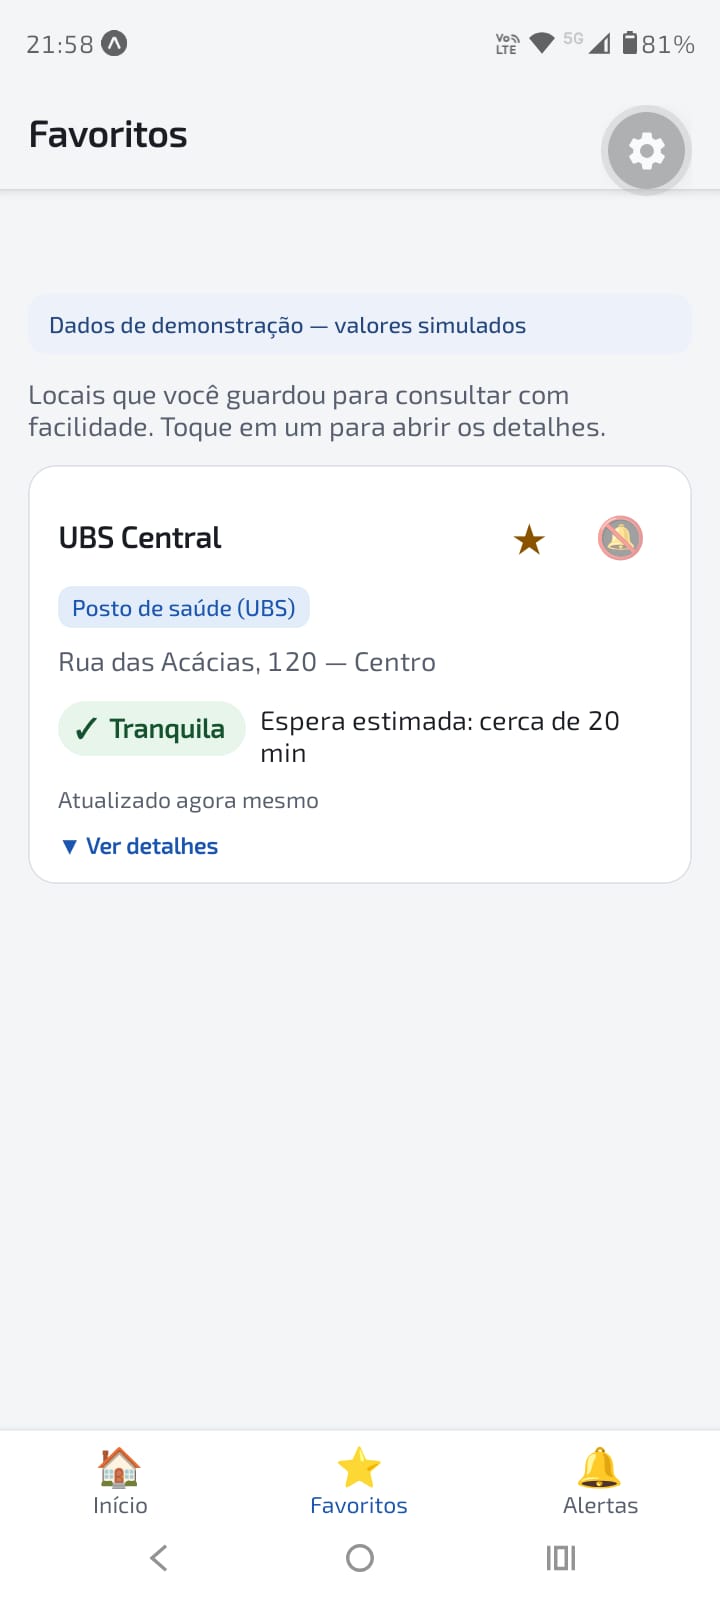 21:58
Vo LTE 5G 81%
Favoritos
Dados de demonstração — valores simulados
Locais que você guardou para consultar com
facilidade. Toque em um para abrir os detalhes.
UBS Central
Posto de saúde (UBS)
Rua das Acácias, 120 — Centro
✓ Tranquila
Espera estimada: cerca de 20
min
Atualizado agora mesmo
▼ Ver detalhes
Início
Favoritos
Alertas